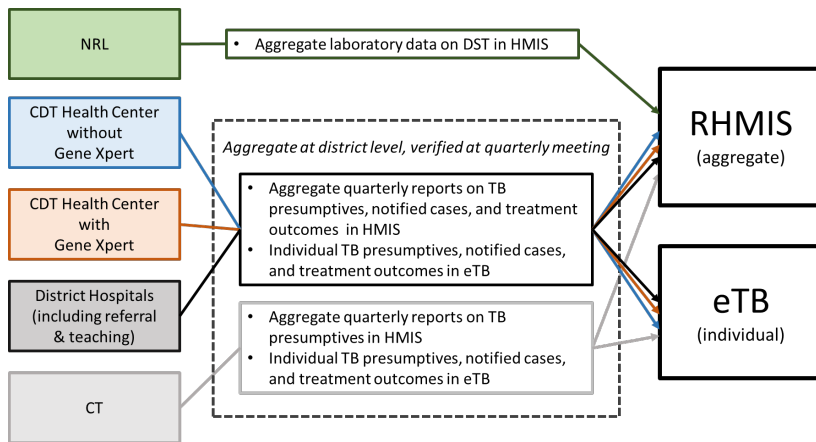 NRL
• Aggregate laboratory data on DST in HMIS
CDT Health Center
without
Gene Xpert
CDT Health Center
with
Gene Xpert
District Hospitals
(including referral
& teaching)
CT
Aggregate at district level, verified at quarterly meeting
• Aggregate quarterly reports on TB
presumptives, notified cases, and treatment
outcomes in HMIS
• Individual TB presumptives, notified cases,
and treatment outcomes in eTB
• Aggregate quarterly reports on TB
presumptives in HMIS
• Individual TB presumptives, notified cases,
and treatment outcomes in eTB
RHMIS
(aggregate)
eTB
(individual)